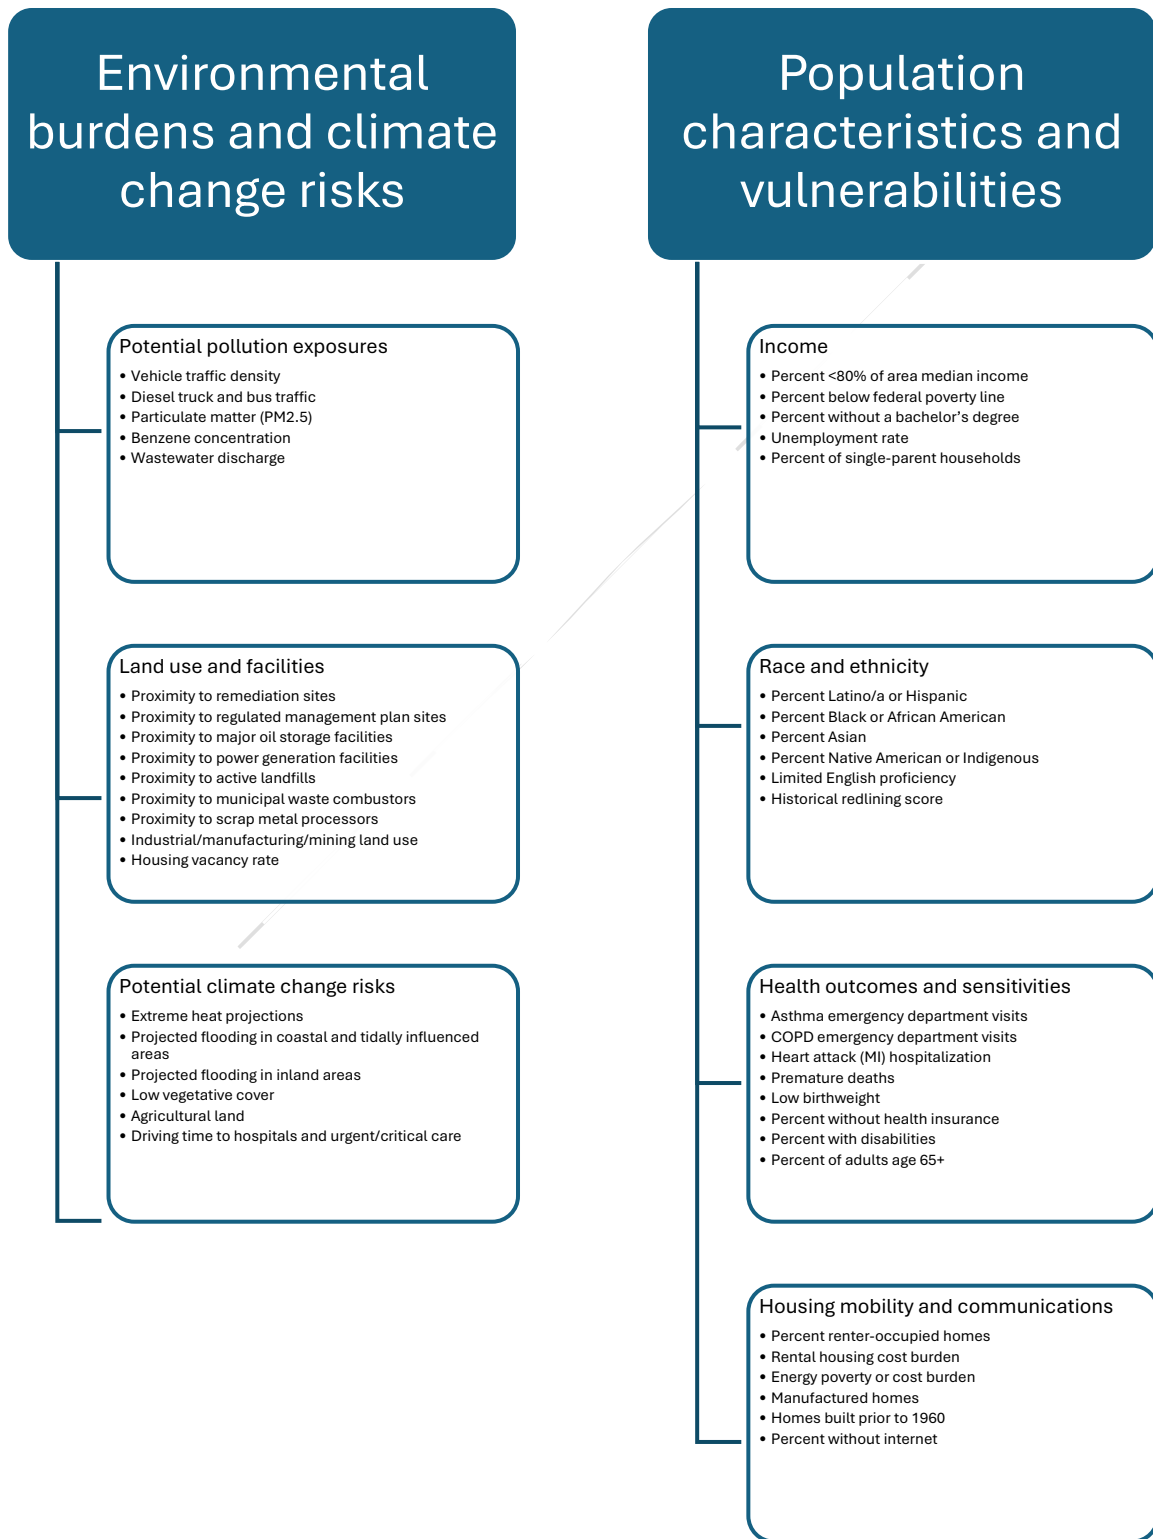 Environmental
burdens and climate
change risks
Potential pollution exposures
• Vehicle traffic density
• Diesel truck and bus traffic
• Particulate matter (PM2.5)
• Benzene concentration
• Wastewater discharge
Land use and facilities
• Proximity to remediation sites
• Proximity to regulated management plan sites
• Proximity to major oil storage facilities
• Proximity to power generation facilities
• Proximity to active landfills
• Proximity to municipal waste combustors
• Proximity to scrap metal processors
• Industrial/manufacturing/mining land use
• Housing vacancy rate
Potential climate change risks
• Extreme heat projections
• Projected flooding in coastal and tidally influenced
areas
• Projected flooding in inland areas
• Low vegetative cover
• Agricultural land
• Driving time to hospitals and urgent/critical care
Population
characteristics and
vulnerabilities
Income
• Percent <80% of area median income
• Percent below federal poverty line
• Percent without a bachelor’s degree
• Unemployment rate
• Percent of single-parent households
Race and ethnicity
• Percent Latino/a or Hispanic
• Percent Black or African American
• Percent Asian
• Percent Native American or Indigenous
• Limited English proficiency
• Historical redlining score
Health outcomes and sensitivities
• Asthma emergency department visits
• COPD emergency department visits
• Heart attack (MI) hospitalization
• Premature deaths
• Low birthweight
• Percent without health insurance
• Percent with disabilities
• Percent of adults age 65+
Housing mobility and communications
• Percent renter-occupied homes
• Rental housing cost burden
• Energy poverty or cost burden
• Manufactured homes
• Homes built prior to 1960
• Percent without internet